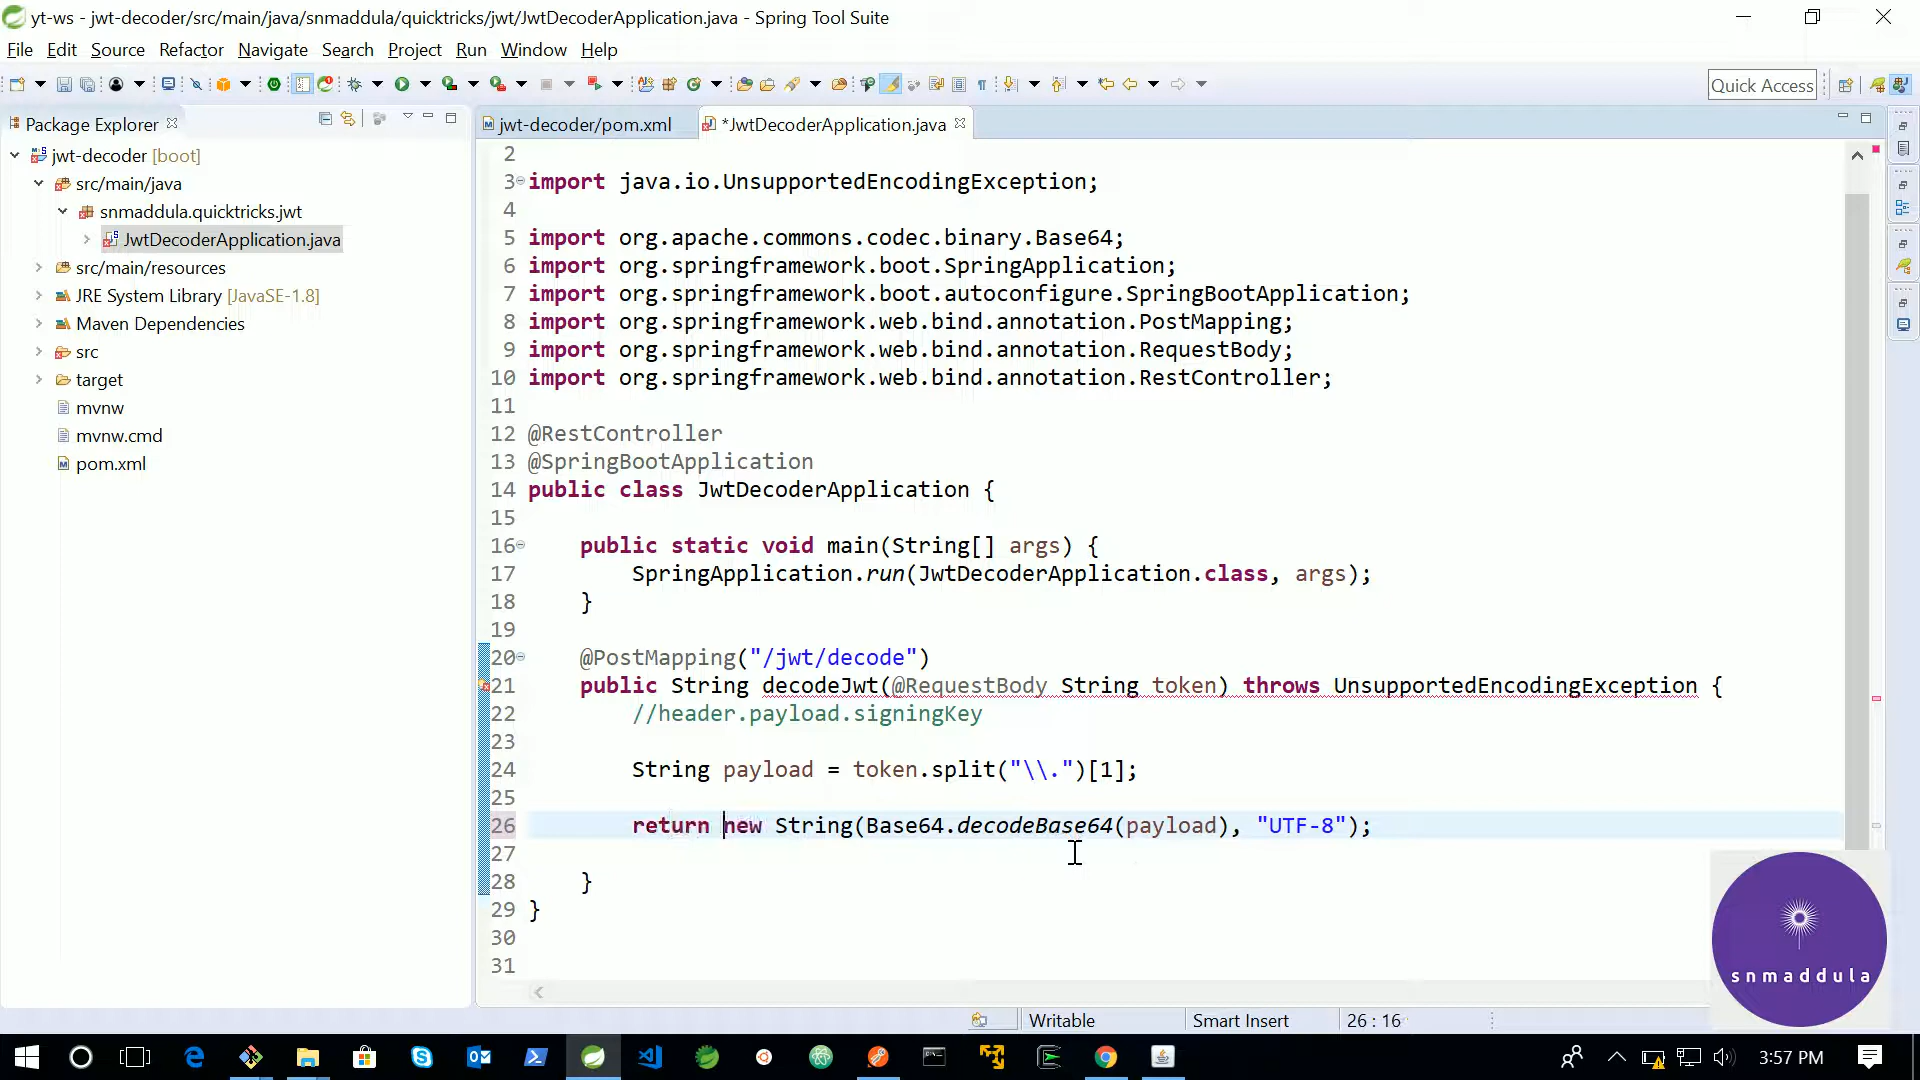 yt-ws - jwt-decoder/src/main/java/snmaddula/quicktricks/jwt/JwtDecoderApplication.java - Spring Tool Suite
File Edit Source Refactor Navigate Search Project Run Window Help
Quick Access
Package Explorer
jwt-decoder/pom.xml
*JwtDecoderApplication.java
jwt-decoder [boot]
src/main/java
snmaddula.quicktricks.jwt
JwtDecoderApplication.java
src/main/resources
JRE System Library [JavaSE-1.8]
Maven Dependencies
src
target
mvnw
mvnw.cmd
pom.xml
2
3 import java.io.UnsupportedEncodingException;
4
5 import org.apache.commons.codec.binary.Base64;
6 import org.springframework.boot.SpringApplication;
7 import org.springframework.boot.autoconfigure.SpringBootApplication;
8 import org.springframework.web.bind.annotation.PostMapping;
9 import org.springframework.web.bind.annotation.RequestBody;
10 import org.springframework.web.bind.annotation.RestController;
11
12 @RestController
13 @SpringBootApplication
14 public class JwtDecoderApplication {
15
16 public static void main(String[] args) {
17 SpringApplication.run(JwtDecoderApplication.class, args);
18 }
19
20 @PostMapping("/jwt/decode")
21 public String decodeJwt(@RequestBody String token) throws UnsupportedEncodingException {
22 //header.payload.signingKey
23
24 String payload = token.split("\\.")[1];
25
26 return new String(Base64.decodeBase64(payload), "UTF-8");
27
28 }
29 }
30
31
snmaddula
Writable
Smart Insert
26 : 16
3:57 PM